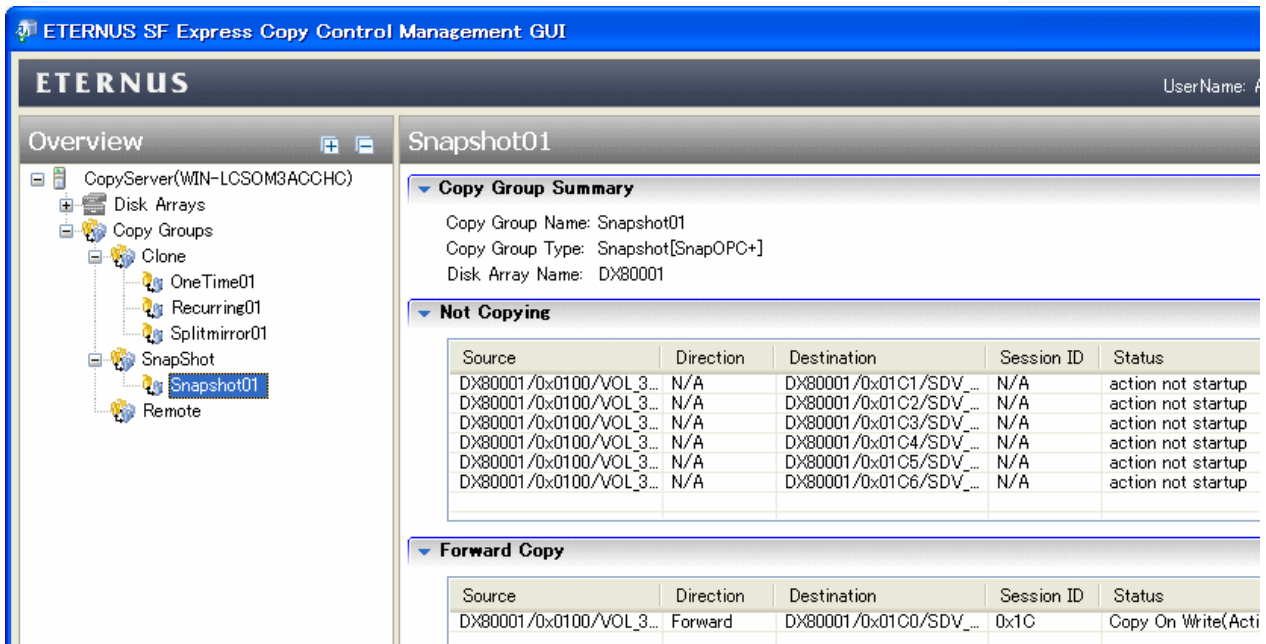 ETERNUS SF Express Copy Control Management GUI
ETERNUS
UserName: A
Overview
CopyServer(WIN-LCSOM3ACCHC)
Disk Arrays
Copy Groups
Clone
OneTime01
Recurring01
Splitmirror01
SnapShot
Snapshot01
Remote
Snapshot01
Copy Group Summary
Copy Group Name: Snapshot01
Copy Group Type: Snapshot[SnapOPC+]
Disk Array Name: DX80001
Not Copying
Source Direction Destination Session ID Status
DX80001/0x0100/VOL_3... N/A DX80001/0x01C1/SDV_... N/A action not startup
DX80001/0x0100/VOL_3... N/A DX80001/0x01C2/SDV_... N/A action not startup
DX80001/0x0100/VOL_3... N/A DX80001/0x01C3/SDV_... N/A action not startup
DX80001/0x0100/VOL_3... N/A DX80001/0x01C4/SDV_... N/A action not startup
DX80001/0x0100/VOL_3... N/A DX80001/0x01C5/SDV_... N/A action not startup
DX80001/0x0100/VOL_3... N/A DX80001/0x01C6/SDV_... N/A action not startup
Forward Copy
Source Direction Destination Session ID Status
DX80001/0x0100/VOL_3... Forward DX80001/0x01C0/SDV_... 0x1C Copy On Write(Acti